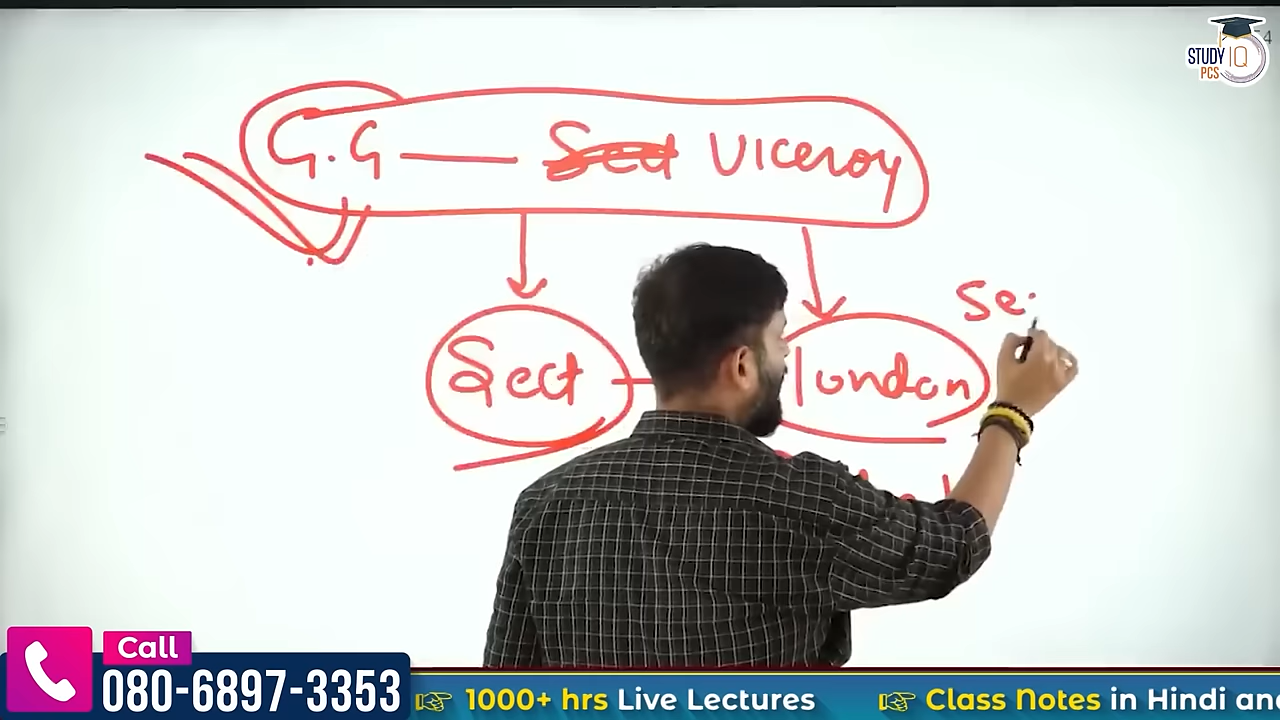 STUDY IQ
PCS
G.G — Sect Viceroy
Sect
london
Se
Call
080-6897-3353
1000+ hrs Live Lectures
Class Notes in Hindi an